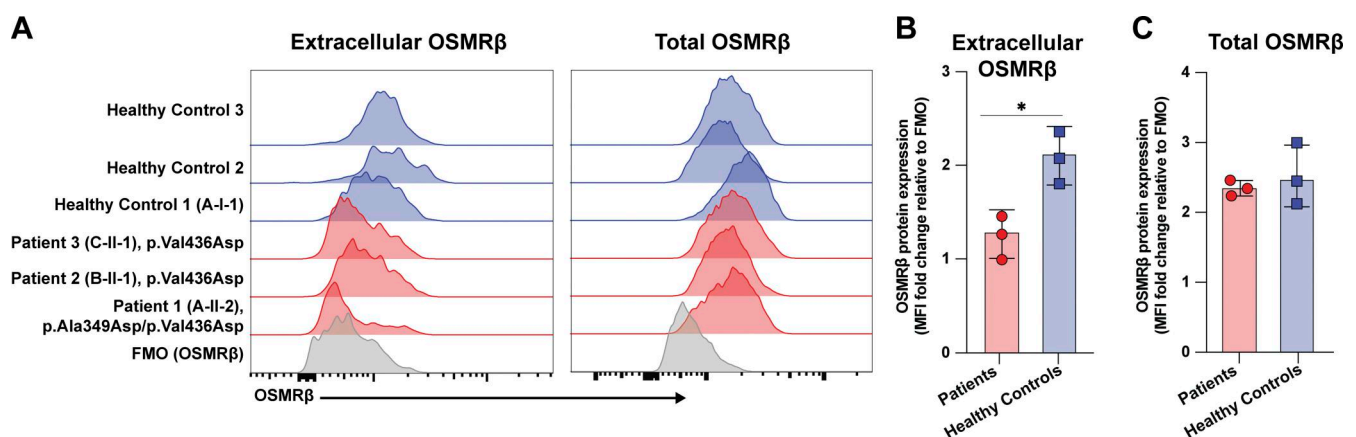 A
Extracellular OSMRβ
Total OSMRβ
Healthy Control 3
Healthy Control 2
Healthy Control 1 (A-I-1)
Patient 3 (C-II-1), p.Val436Asp
Patient 2 (B-II-1), p.Val436Asp
Patient 1 (A-II-2),
p.Ala349Asp/p.Val436Asp
FMO (OSMRβ)
OSMRβ
B
Extracellular
OSMRβ
OSMRβ protein expression
(MFI fold change relative to FMO)
3
2
1
0
*
Patients
Healthy Controls
C
Total OSMRβ
OSMRβ protein expression
(MFI fold change relative to FMO)
4
3
2
1
0
Patients
Healthy Controls